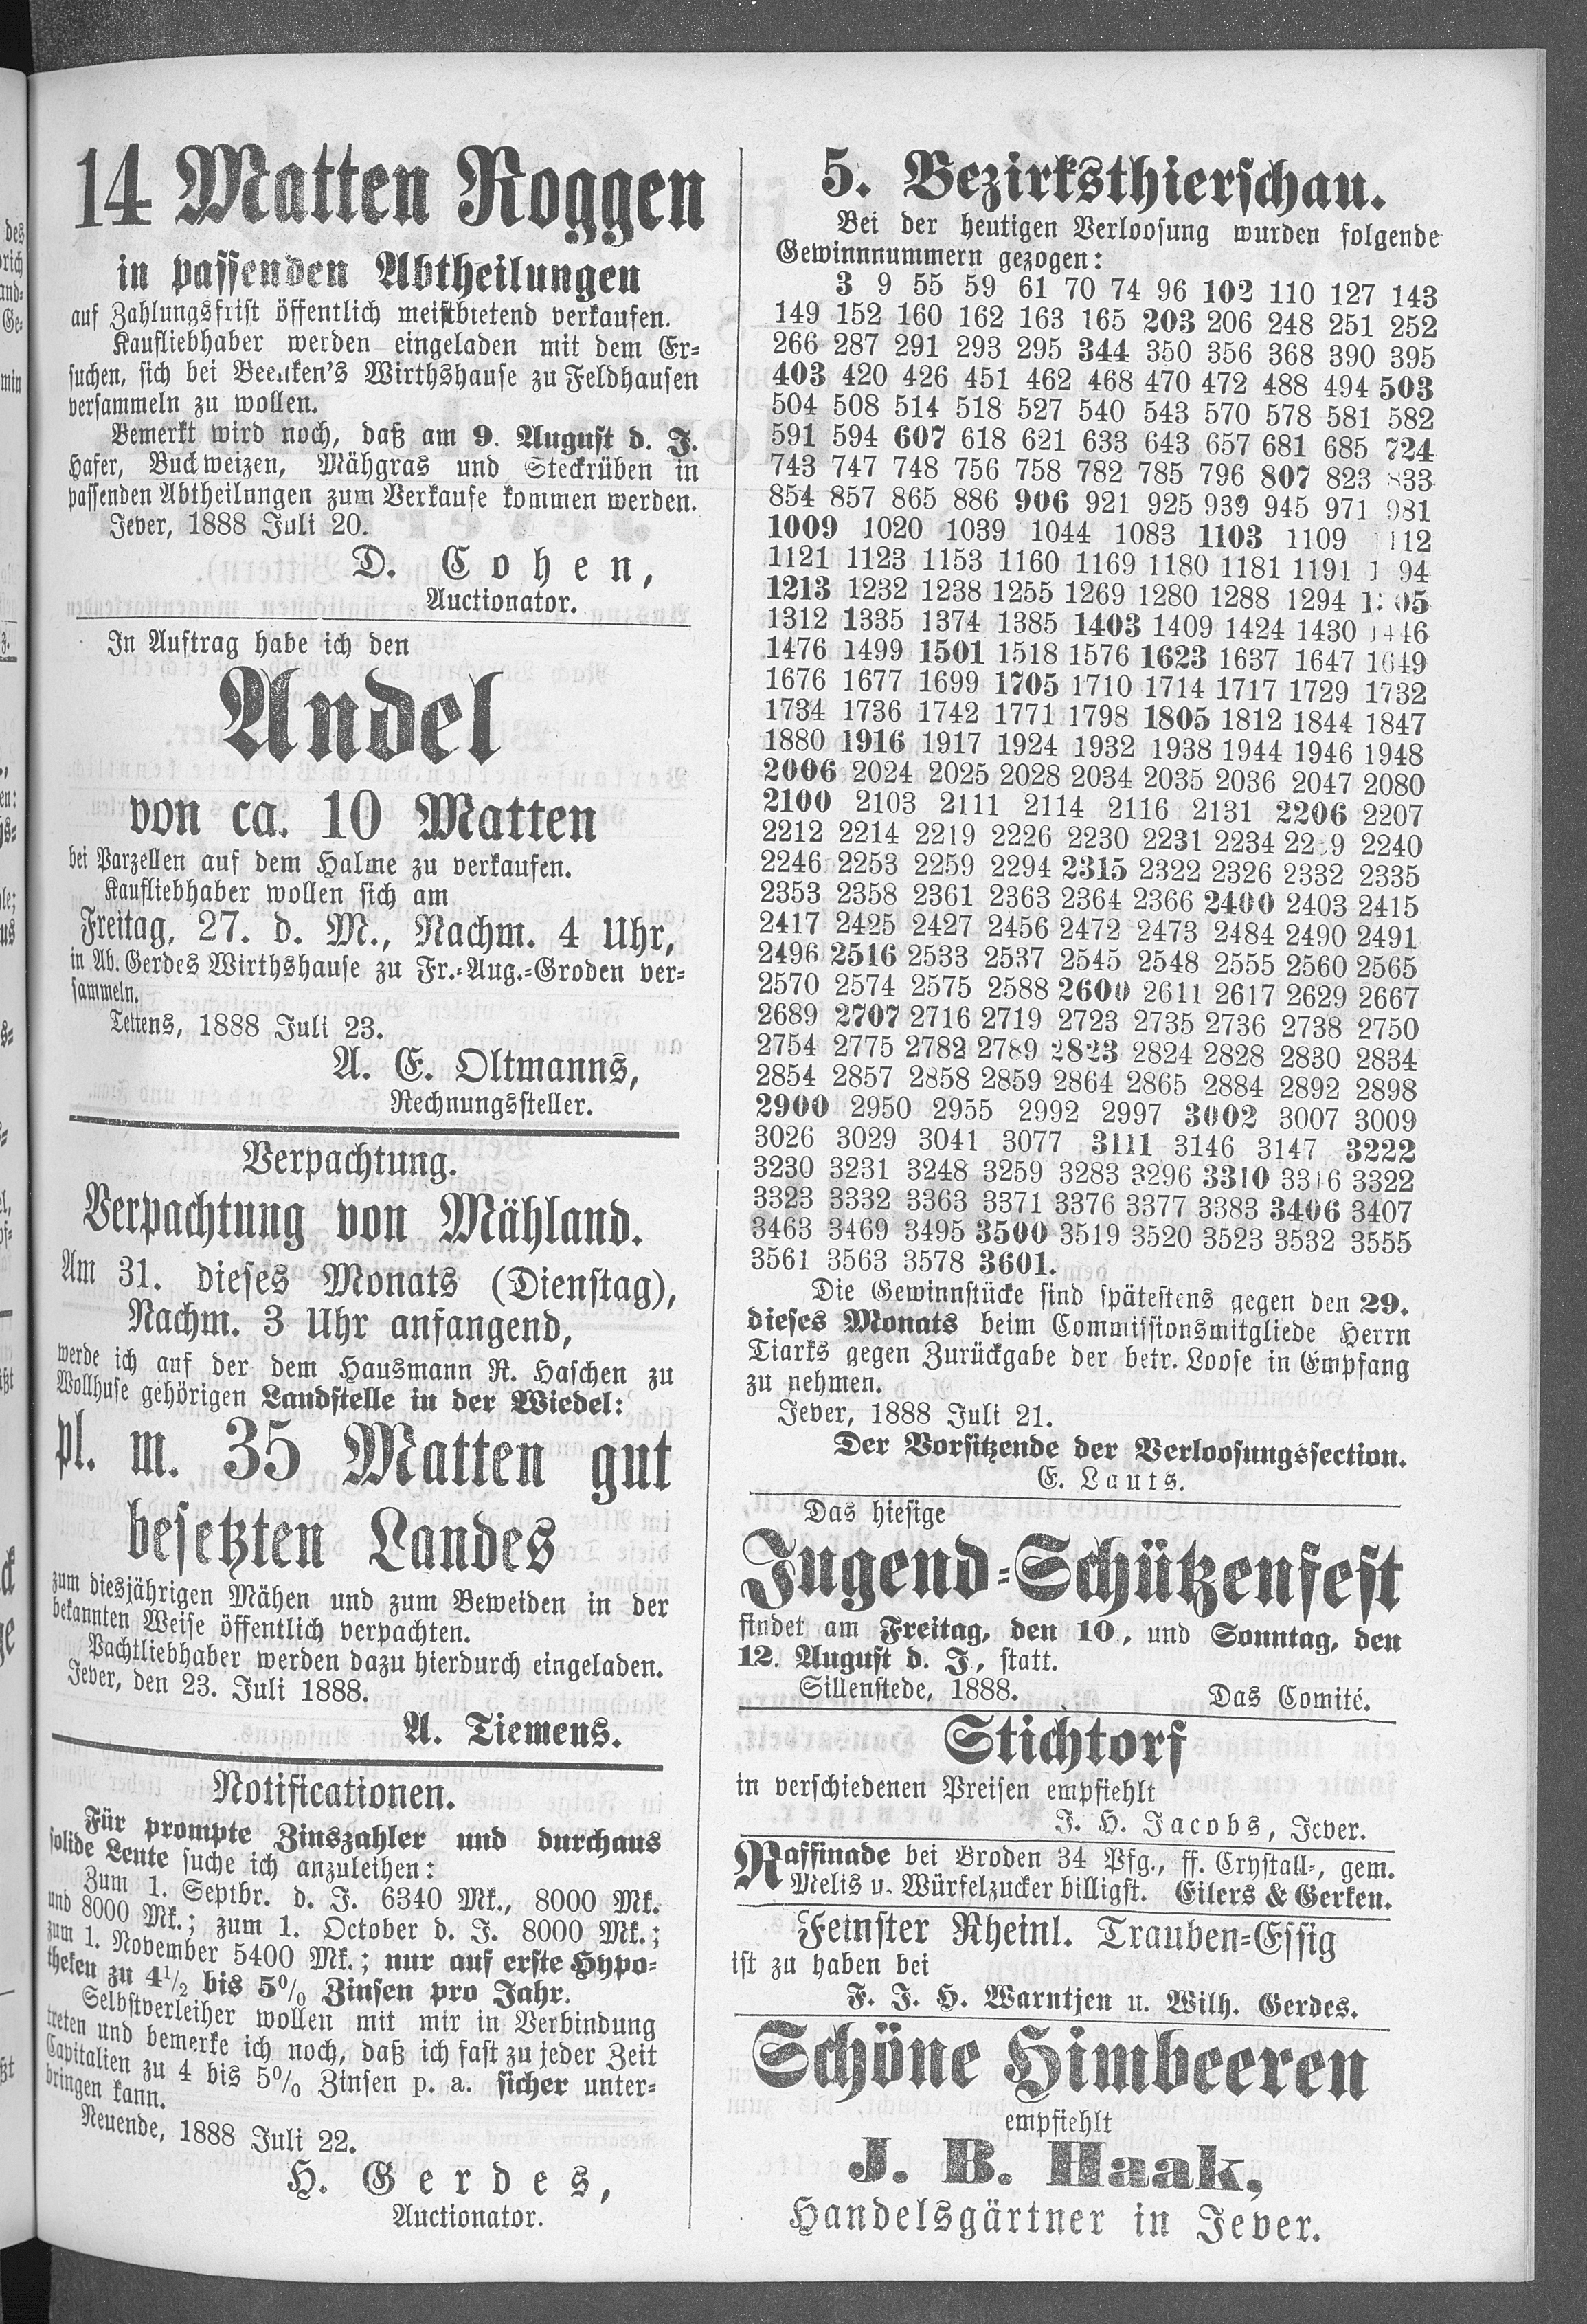 14 Matten Roggen
in passenden Abtheilungen
auf Zahlungsfrist öffentlich meistbietend verkaufen.
Kaufliebhaber werden eingeladen mit dem Er-
suchen, sich bei Beenken's Wirthshause zu Feldhausen
versammeln zu wollen.
Bemerkt wird noch, daß am 9. August d. J.
Hafer, Buchweizen, Mähgras und Steckrüben in
passenden Abtheilungen zum Verkaufe kommen werden.
Jever, 1888 Juli 20.
D. Cohen,
Auctionator.
In Auftrag habe ich den
Andel
von ca. 10 Matten
bei Parzellen auf dem Halme zu verkaufen.
Kaufliebhaber wollen sich am
Freitag, 27. d. M., Nachm. 4 Uhr,
in Ab. Gerdes Wirthshause zu Fr.-Aug.-Groden ver-
sammeln.
Tettens, 1888 Juli 23.
A. E. Oltmanns,
Rechnungssteller.
Verpachtung.
Verpachtung von Mähland.
Am 31. dieses Monats (Dienstag),
Nachm. 3 Uhr anfangend,
werde ich auf der dem Hausmann R. Haschen zu
Wollhuse gehörigen Landstelle in der Wiedel:
pl. m. 35 Matten gut
besetzten Landes
zum diesjährigen Mähen und zum Beweiden in der
bekannten Weise öffentlich verpachten.
Pachtliebhaber werden dazu hierdurch eingeladen.
Jever, den 23. Juli 1888.
A. Tiemens.
Notificationen.
Für prompte Zinszahler und durchaus
solide Leute suche ich anzuleihen:
Zum 1. Septbr. d. J. 6340 Mk., 8000 Mk.
und 8000 Mk.; zum 1. October d. J. 8000 Mk.;
zum 1. November 5400 Mk.; nur auf erste Hypo-
theken zu 4½ bis 5% Zinsen pro Jahr.
Selbstverleiher wollen mit mir in Verbindung
treten und bemerke ich noch, daß ich fast zu jeder Zeit
Capitalien zu 4 bis 5% Zinsen p. a. sicher unter-
bringen kann.
Neuende, 1888 Juli 22.
H. Gerdes,
Auctionator.
5. Bezirksthierschau.
Bei der heutigen Verloosung wurden folgende
Gewinnnummern gezogen:
3 9 55 59 61 70 74 96 102 110 127 143
149 152 160 162 163 165 203 206 248 251 252
266 287 291 293 295 344 350 356 368 390 395
403 420 426 451 462 468 470 472 488 494 503
504 508 514 518 527 540 543 570 578 581 582
591 594 607 618 621 633 643 657 681 685 724
743 747 748 756 758 782 785 796 807 823 833
854 857 865 886 906 921 925 939 945 971 981
1009 1020 1039 1044 1083 1103 1109 1112
1121 1123 1153 1160 1169 1180 1181 1191
1213 1232 1238 1255 1269 1280 1288 1294
1312 1335 1374 1385 1403 1409 1424 1430 1446
1476 1499 1501 1518 1576 1623 1637 1647 1649
1676 1677 1699 1705 1710 1714 1717 1729 1732
1734 1736 1742 1771 1798 1805 1812 1844 1847
1880 1916 1917 1924 1932 1938 1944 1946 1948
2006 2024 2025 2028 2034 2035 2036 2047 2080
2100 2103 2111 2114 2116 2131 2206 2207
2212 2214 2219 2226 2230 2231 2234 2240
2246 2253 2259 2294 2315 2322 2326 2332 2335
2353 2358 2361 2363 2364 2366 2400 2403 2415
2417 2425 2427 2456 2472 2473 2484 2490 2491
2496 2516 2533 2537 2545 2548 2555 2560 2565
2570 2574 2575 2588 2600 2611 2617 2629 2667
2689 2707 2716 2719 2723 2735 2736 2738 2750
2754 2775 2782 2789 2823 2824 2828 2830 2834
2854 2857 2858 2859 2864 2865 2884 2892 2898
2900 2950 2955 2992 2997 3002 3007 3009
3026 3029 3041 3077 3111 3146 3147 3222
3230 3231 3248 3259 3283 3296 3310 3316 3322
3323 3332 3363 3371 3376 3377 3383 3406 3407
3463 3469 3495 3500 3519 3520 3523 3532 3555
3561 3563 3578 3601.
Die Gewinnstücke sind spätestens gegen den 29.
dieses Monats beim Commissionsmitgliede Herrn
Tiarks gegen Zurückgabe der betr. Loose in Empfang
zu nehmen.
Jever, 1888 Juli 21.
Der Vorsitzende der Verloosungssection.
E. Lauts.
Das hiesige
Jugend-Schützenfest
findet am Freitag, den 10., und Sonntag, den
12. August d. J., statt.
Sillenstede, 1888. Das Comité.
Stichtorf
in verschiedenen Preisen empfiehlt
J. H. Jacobs, Jever.
Raffinade bei Broden 34 Pfg., ff. Crystall-, gem.
Melis u. Würfelzucker billigst. Eilers & Gerken.
Feinster Rheinl. Trauben-Essig
ist zu haben bei
F. J. H. Warntjen u. Wilh. Gerdes.
Schöne Himbeeren
empfiehlt
J. B. Haak,
Handelsgärtner in Jever.